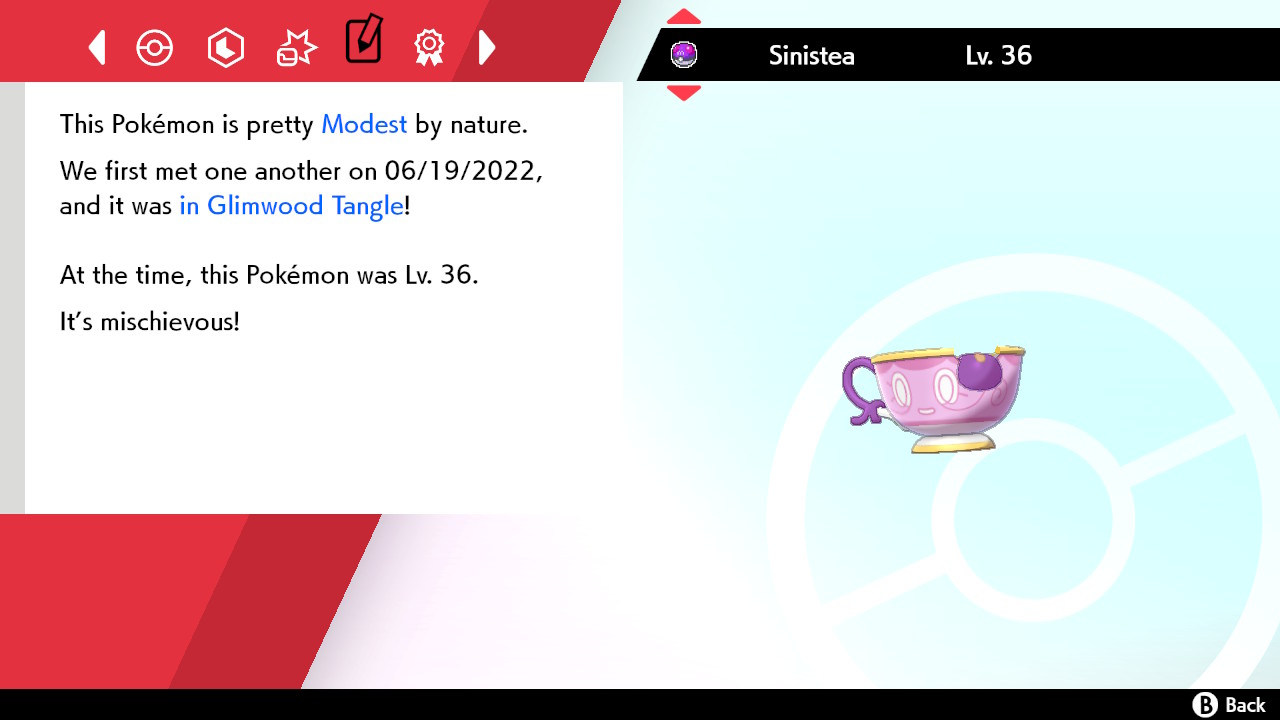 Sinistea Lv. 36
This Pokémon is pretty Modest by nature.
We first met one another on 06/19/2022,
and it was in Glimwood Tangle!
At the time, this Pokémon was Lv. 36.
It's mischievous!
B Back